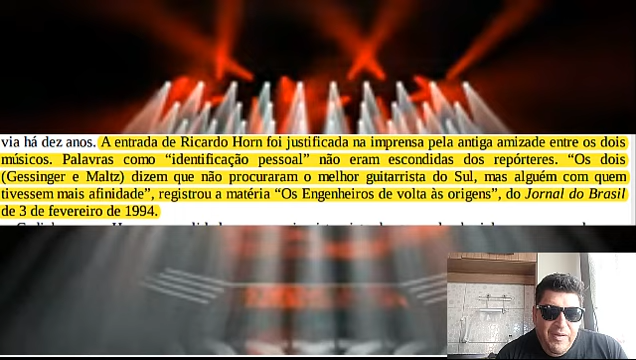 via há dez anos. A entrada de Ricardo Horn foi justificada na imprensa pela antiga amizade entre os dois
músicos. Palavras como “identificação pessoal” não eram escondidas dos repórteres. “Os dois
(Gessinger e Maltz) dizem que não procuraram o melhor guitarrista do Sul, mas alguém com quem
tivessem mais afinidade”, registrou a matéria “Os Engenheiros de volta às origens”, do Jornal do Brasil
de 3 de fevereiro de 1994.